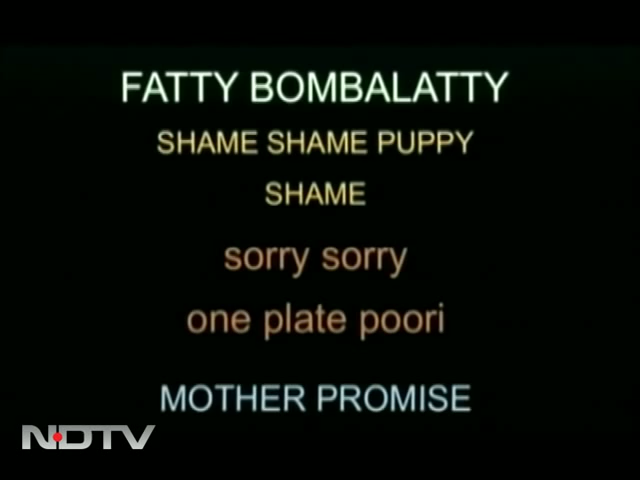 FATTY BOMBALATTY
SHAME SHAME PUPPY
SHAME
sorry sorry
one plate poori
MOTHER PROMISE
NDTV